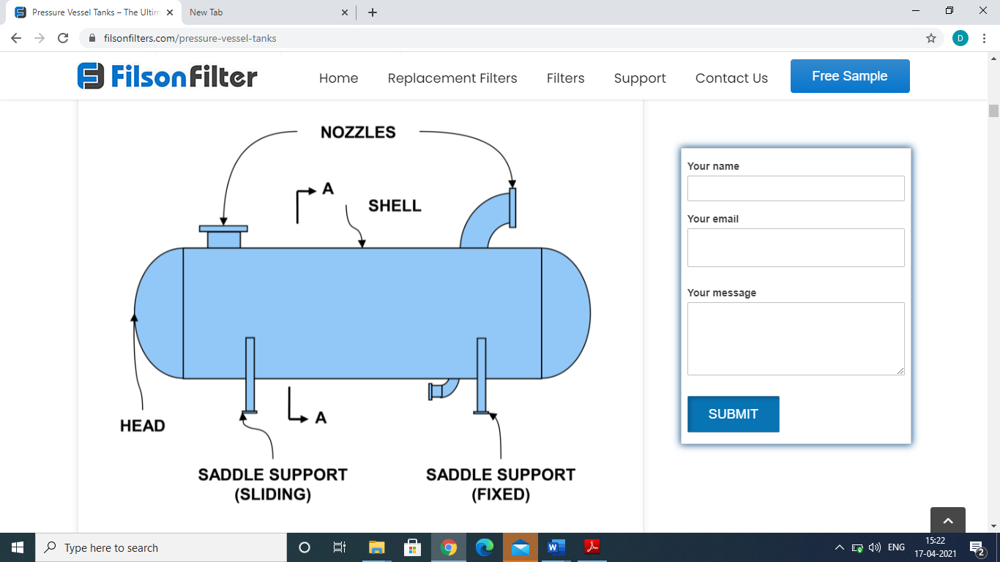 Pressure Vessel Tanks – The Ultim
New Tab
filsonfilters.com/pressure-vessel-tanks
D
FilsonFilter
Home
Replacement Filters
Filters
Support
Contact Us
Free Sample
NOZZLES
A
SHELL
HEAD
A
SADDLE SUPPORT
(SLIDING)
SADDLE SUPPORT
(FIXED)
Your name
Your email
Your message
SUBMIT
Type here to search
W
ENG
15:22
17-04-2021
2